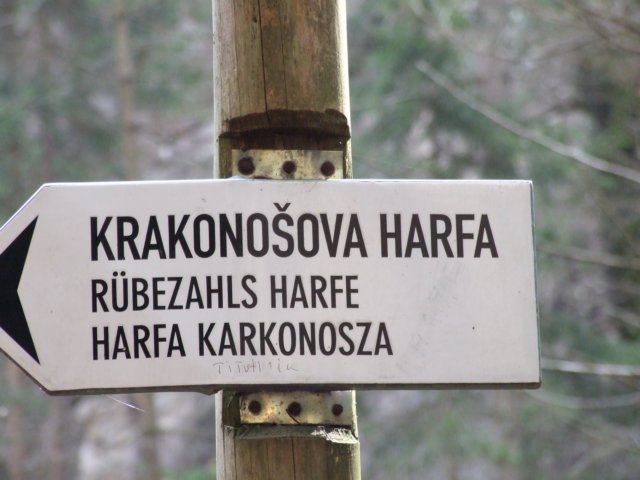 KRAKONOŠOVA HARFA
RÜBEZAHLS HARFE
HARFA KARKONOSZA